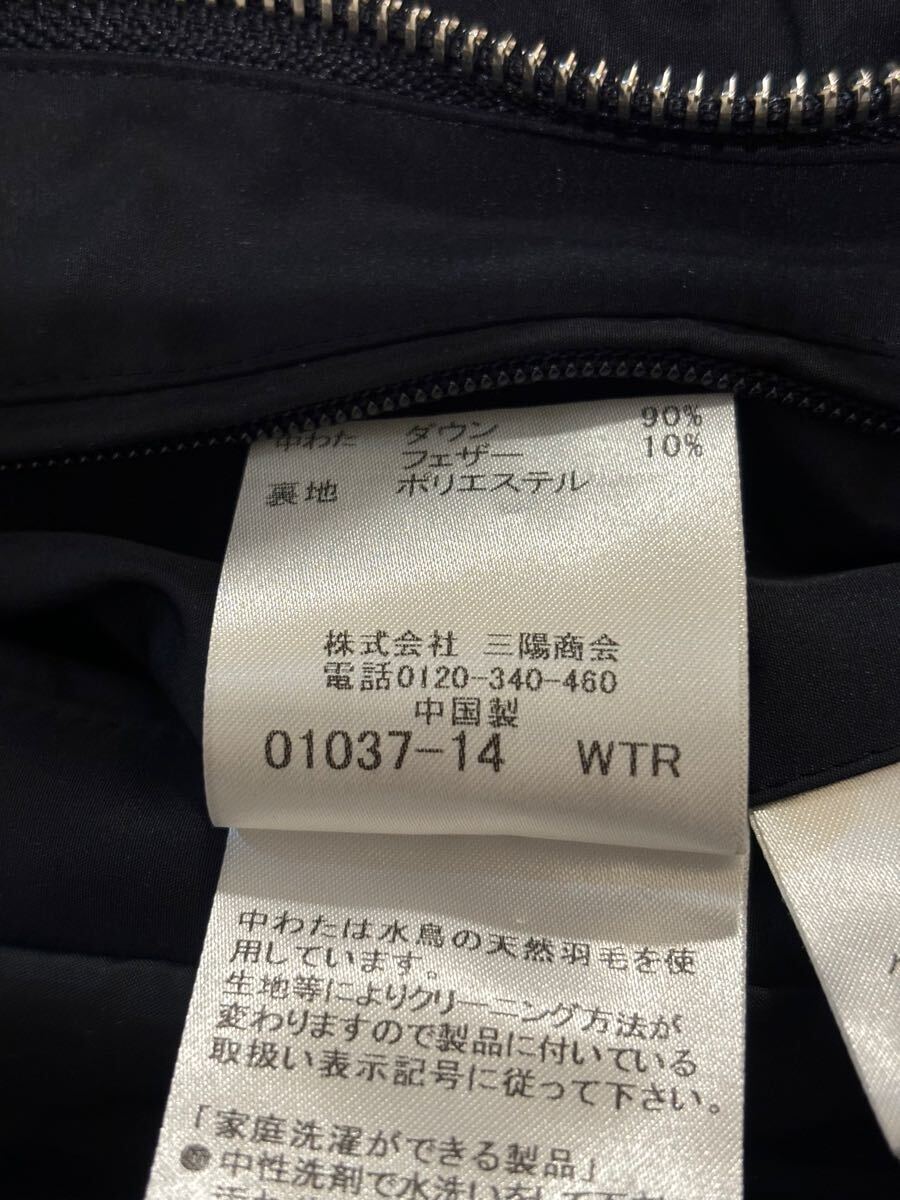 中わた ダウン 90%
フェザー 10%
裏地 ポリエステル
株式会社 三陽商会
電話0120-340-460
中国製
01037-14 WTR
中わたは水鳥の天然羽毛を使
用しています。
生地等によりクリーニング方法が
変わりますので製品に付いている
取扱い表示記号に従って下さい。
「家庭洗濯ができる製品」
●中性洗剤で水洗いをして下さ